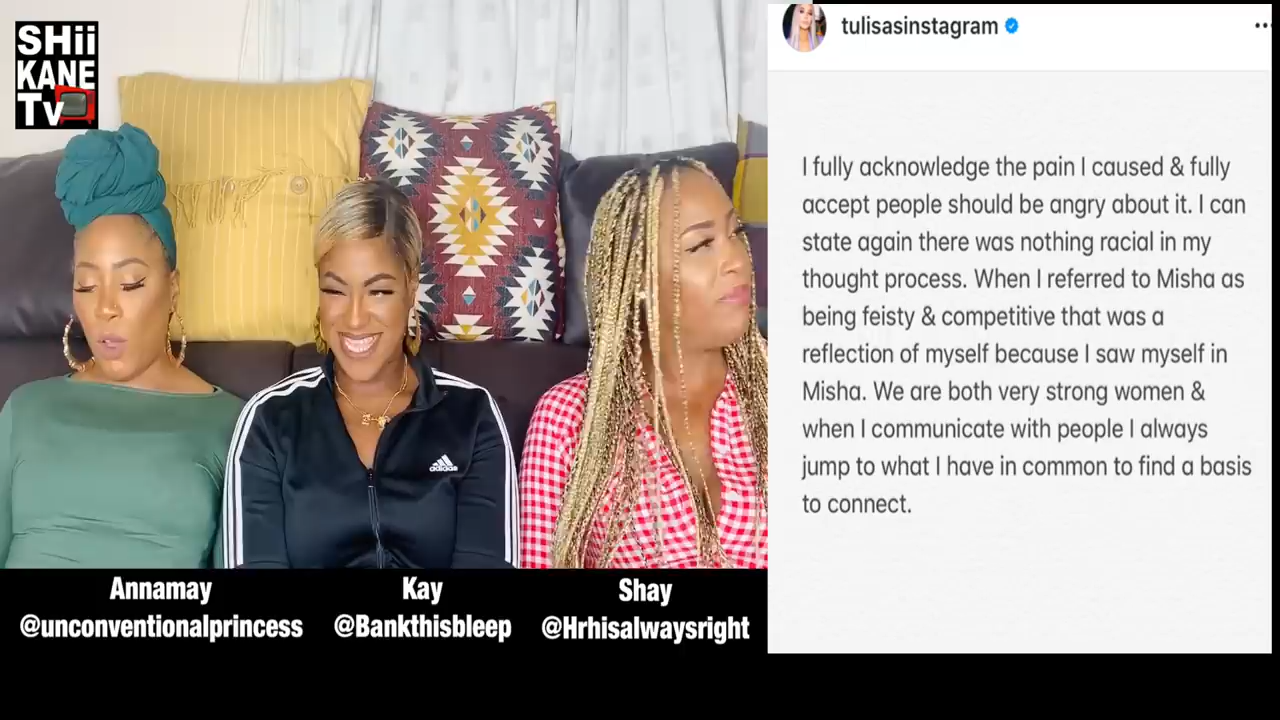 SHii
KANE
Tv
tulisasinstagram
I fully acknowledge the pain I caused & fully
accept people should be angry about it. I can
state again there was nothing racial in my
thought process. When I referred to Misha as
being feisty & competitive that was a
reflection of myself because I saw myself in
Misha. We are both very strong women &
when I communicate with people I always
jump to what I have in common to find a basis
to connect.
adidas
Annamay
Kay
Shay
@unconventionalprincess
@Bankthisbleep
@Hrhisalwaysright